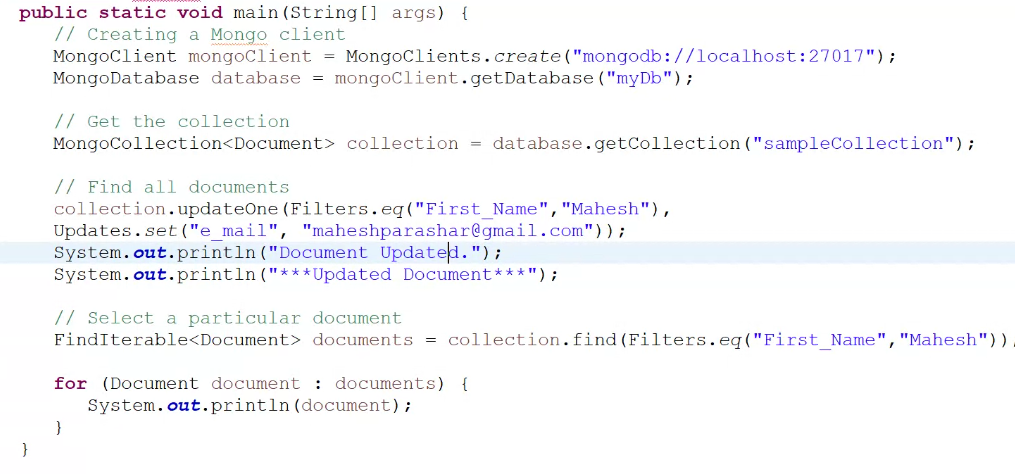 public static void main(String[] args) {
// Creating a Mongo client
MongoClient mongoClient = MongoClients.create("mongodb://localhost:27017");
MongoDatabase database = mongoClient.getDatabase("myDb");
// Get the collection
MongoCollection<Document> collection = database.getCollection("sampleCollection");
// Find all documents
collection.updateOne(Filters.eq("First_Name","Mahesh"),
Updates.set("e_mail", "maheshparashar@gmail.com"));
System.out.println("Document Updated.");
System.out.println("***Updated Document***");
// Select a particular document
FindIterable<Document> documents = collection.find(Filters.eq("First_Name","Mahesh"));
for (Document document : documents) {
System.out.println(document);
}
}